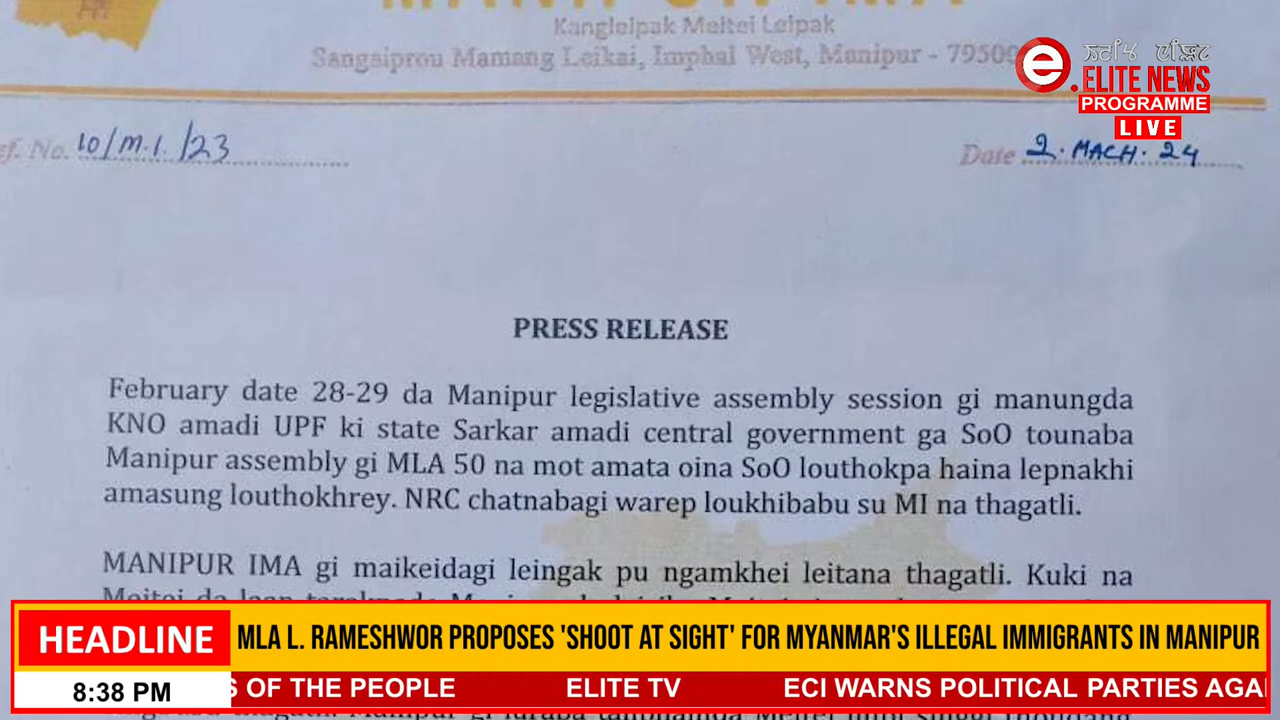 Kangleipak Meitei Leipak
Sangaiprou Mamang Leikai, Imphal West, Manipur - 7950
e.
ELITE NEWS
PROGRAMME
LIVE
ef. No. 10/M.I./23
Date 2. MACH. 24
PRESS RELEASE
February date 28-29 da Manipur legislative assembly session gi manungda
KNO amadi UPF ki state Sarkar amadi central government ga SoO tounaba
Manipur assembly gi MLA 50 na mot amata oina SoO louthokpa haina lepnakhi
amasung louthokhrey. NRC chatnabagi warep loukhibabu su MI na thagatli.
MANIPUR IMA gi maikeidagi leingak pu ngamkhei leitana thagatli. Kuki na
HEADLINE
MLA L. RAMESHWOR PROPOSES 'SHOOT AT SIGHT' FOR MYANMAR'S ILLEGAL IMMIGRANTS IN MANIPUR
8:38 PM
S OF THE PEOPLE ELITE TV ECI WARNS POLITICAL PARTIES AGA